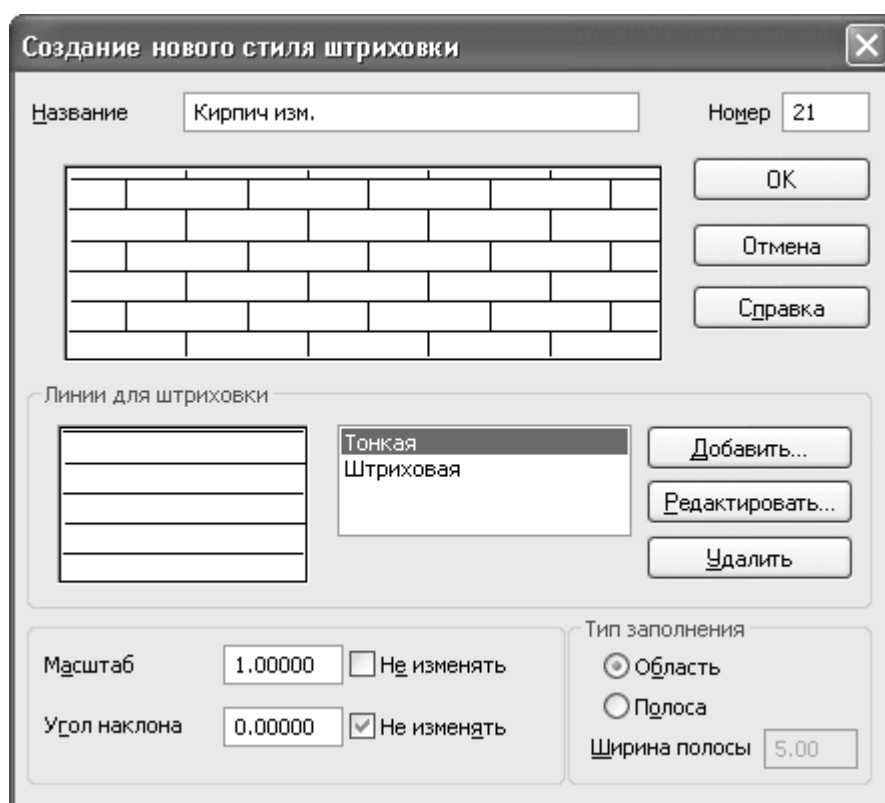 Создание нового стиля штриховки
Название Кирпич изм. Номер 21
OK
Отмена
Справка
Линии для штриховки
Тонкая
Штриховая
Добавить...
Редактировать...
Удалить
Масштаб 1.00000 Не изменять
Угол наклона 0.00000 Не изменять
Тип заполнения
Область
Полоса
Ширина полосы 5.00